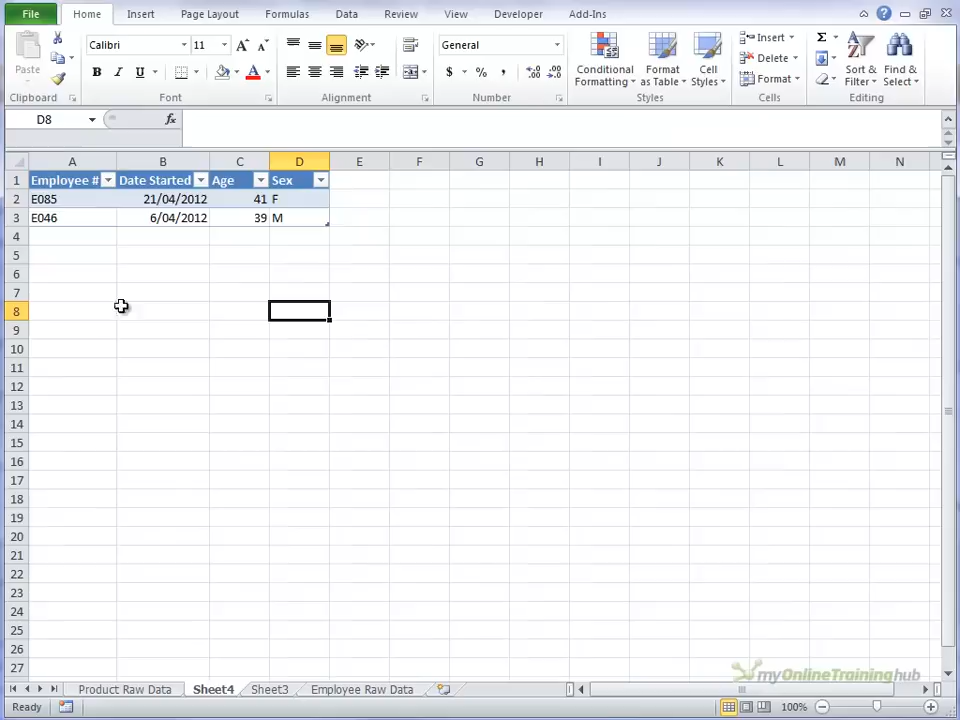 File Home Insert Page Layout Formulas Data Review View Developer Add-Ins
Calibri 11 General Σ Insert Delete Format
Paste B I U A $ % , Conditional Formatting Format as Table Cell Styles Sort & Filter Find & Select
Clipboard Font Alignment Number Styles Cells Editing
D8 fx
A B C D E F G H I J K L M N
1 Employee # Date Started Age Sex
2 E085 21/04/2012 41 F
3 E046 6/04/2012 39 M
4
5
6
7
8
9
10
11
12
13
14
15
16
17
18
19
20
21
22
23
24
25
26
27
myOnlineTraininghub
Product Raw Data Sheet4 Sheet3 Employee Raw Data
Ready 100%